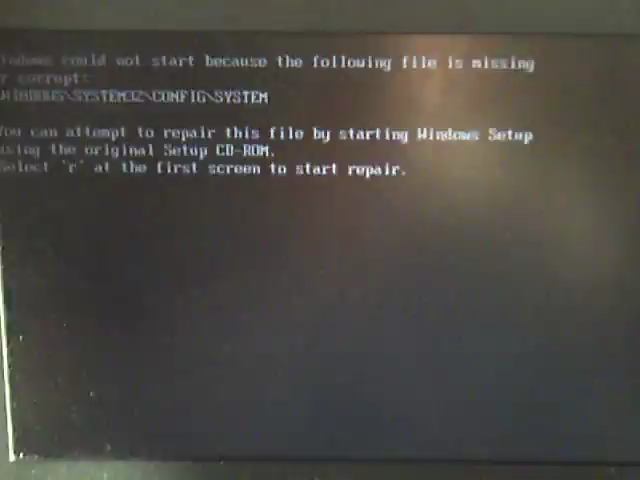 indows could not start because the following file is missing
r corrupt:
WINDOWS\SYSTEM32\CONFIG\SYSTEM
You can attempt to repair this file by starting Windows Setup
using the original Setup CD-ROM.
Select 'r' at the first screen to start repair.